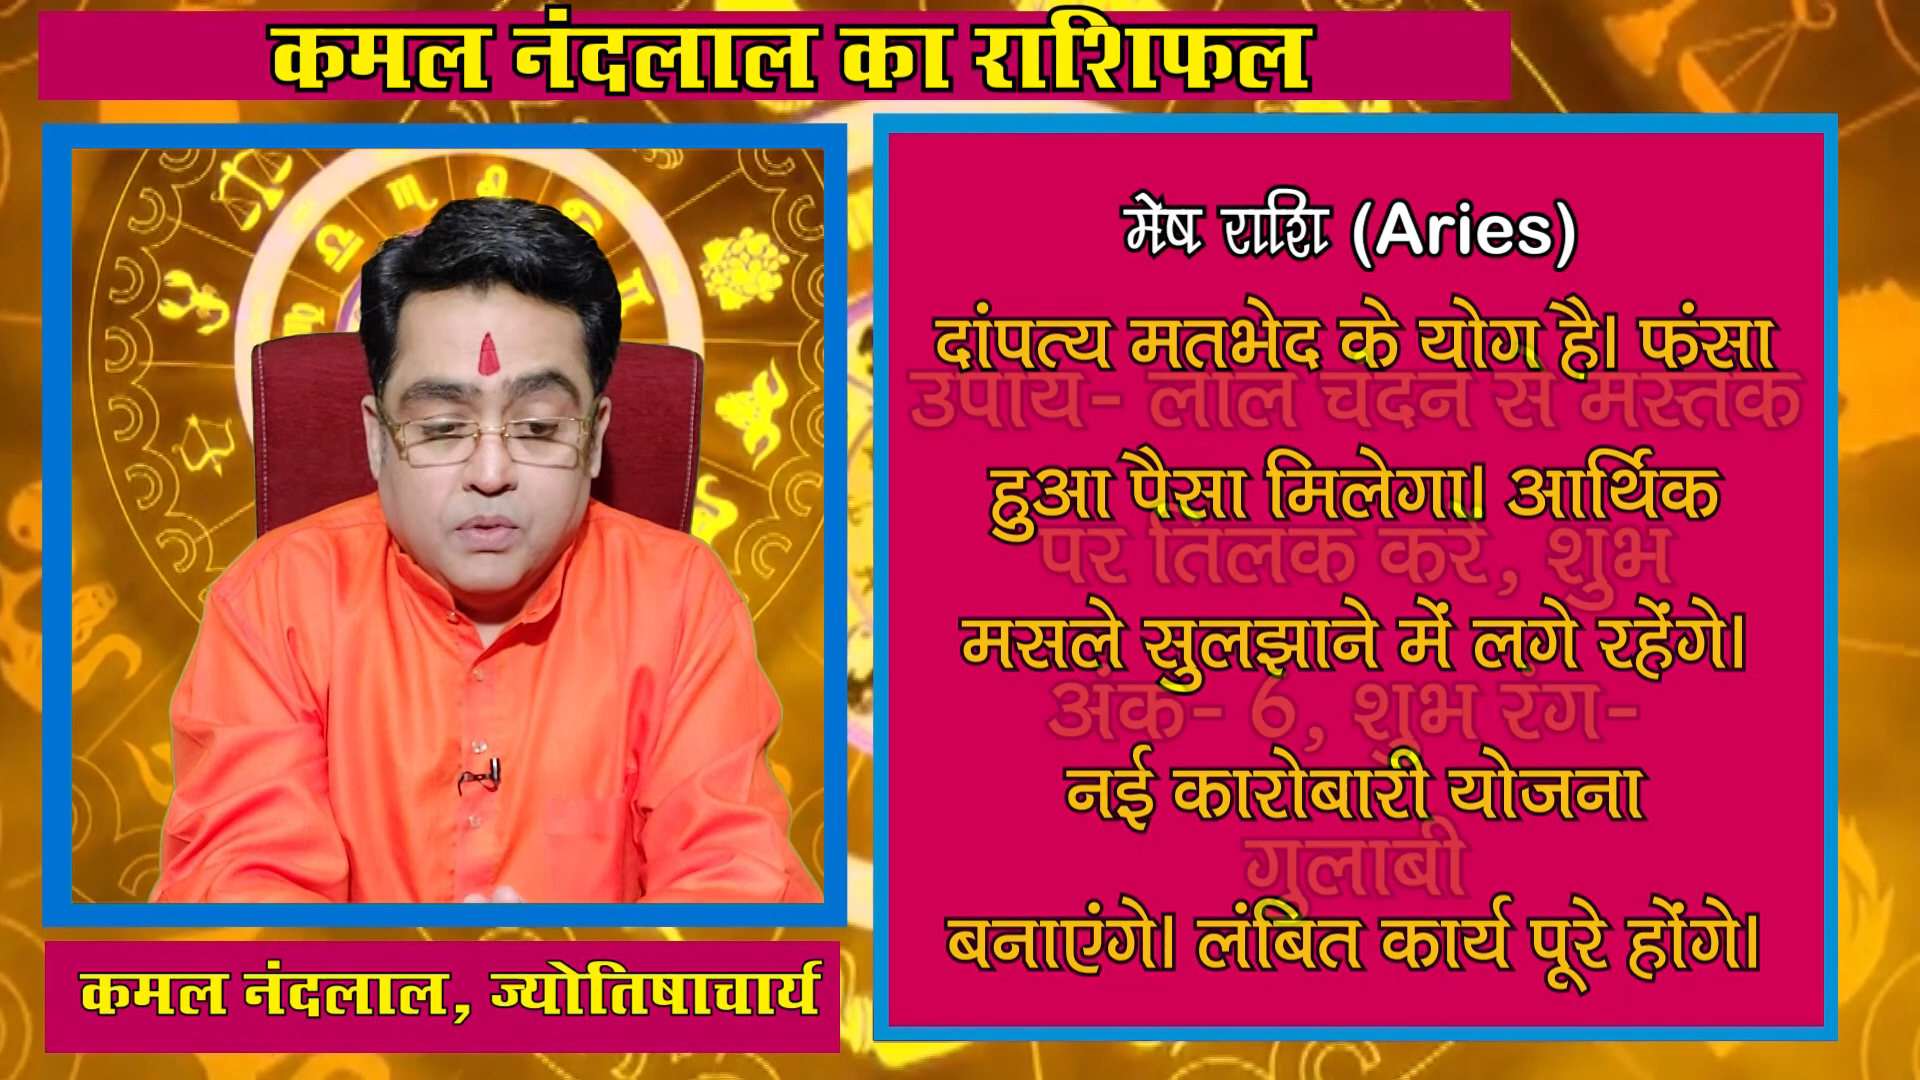 कमल नंदलाल का राशिफल
मेष राशि (Aries)
दांपत्य मतभेद के योग है। फंसा
उपाय- लाल चंदन से मस्तक
हुआ पैसा मिलेगा। आर्थिक
पर तिलक करें, शुभ
मसले सुलझाने में लगे रहेंगे।
अंक- 6, शुभ रंग-
नई कारोबारी योजना
गुलाबी
बनाएंगे। लंबित कार्य पूरे होंगे।
कमल नंदलाल, ज्योतिषाचार्य